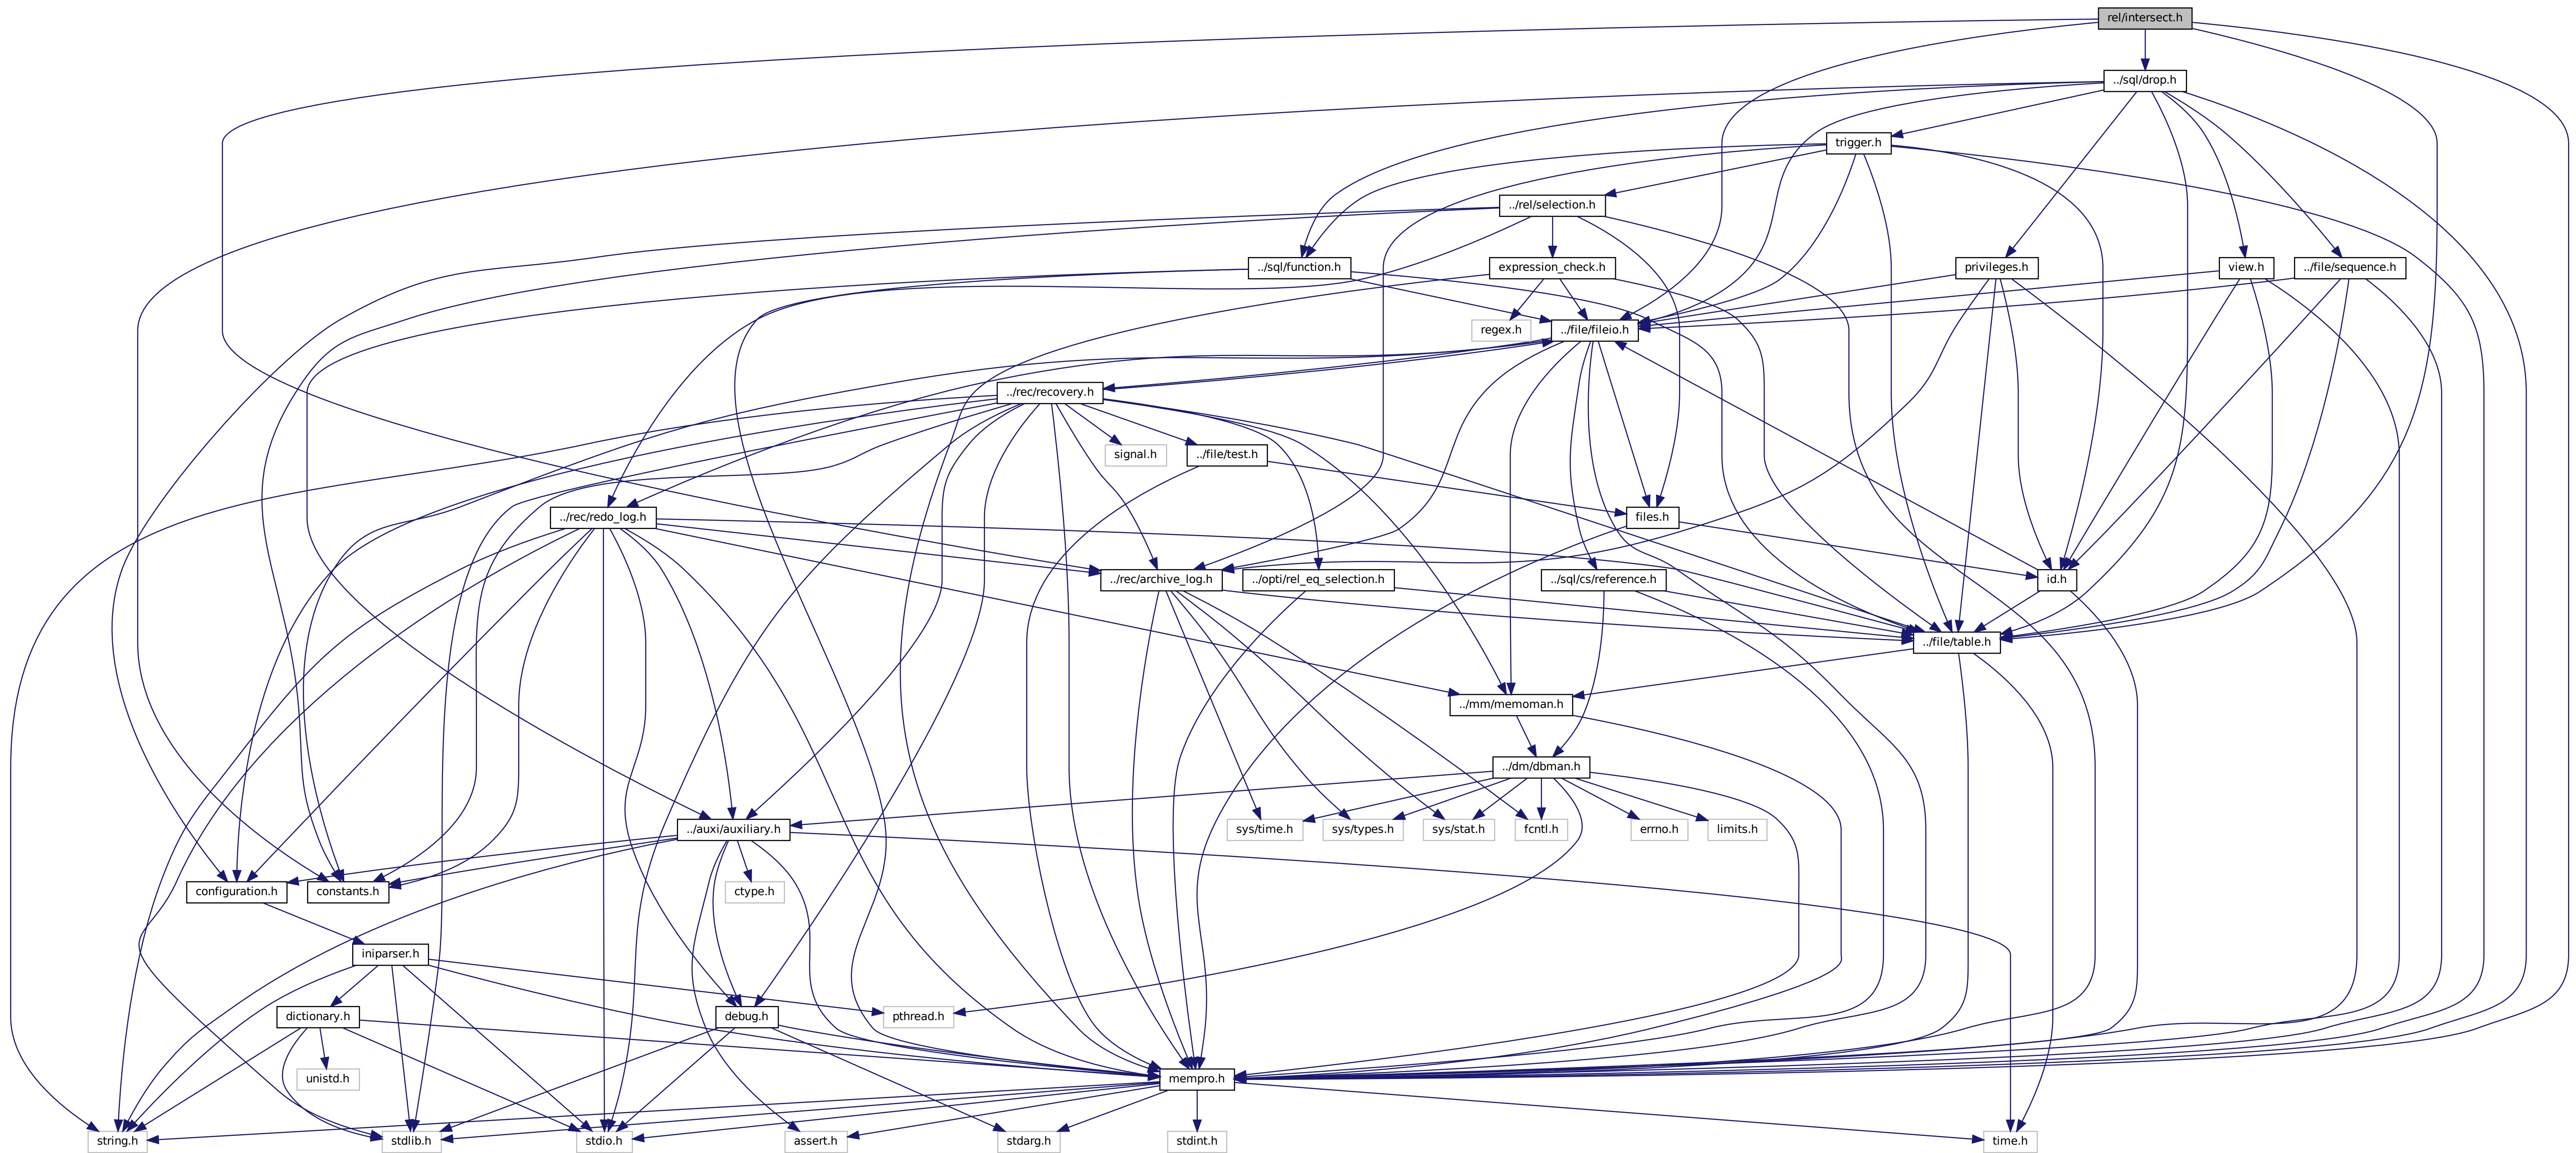 rel/intersect.h
../sql/drop.h
trigger.h
../rel/selection.h
../sql/function.h
expression_check.h
privileges.h
view.h
../file/sequence.h
regex.h
../file/fileio.h
../rec/recovery.h
signal.h
../file/test.h
../rec/redo_log.h
files.h
../rec/archive_log.h
../opti/rel_eq_selection.h
../sql/cs/reference.h
id.h
../file/table.h
../mm/memoman.h
../dm/dbman.h
../auxi/auxiliary.h
sys/time.h
sys/types.h
sys/stat.h
fcntl.h
errno.h
limits.h
configuration.h
constants.h
ctype.h
iniparser.h
dictionary.h
debug.h
pthread.h
unistd.h
mempro.h
string.h
stdlib.h
stdio.h
assert.h
stdarg.h
stdint.h
time.h